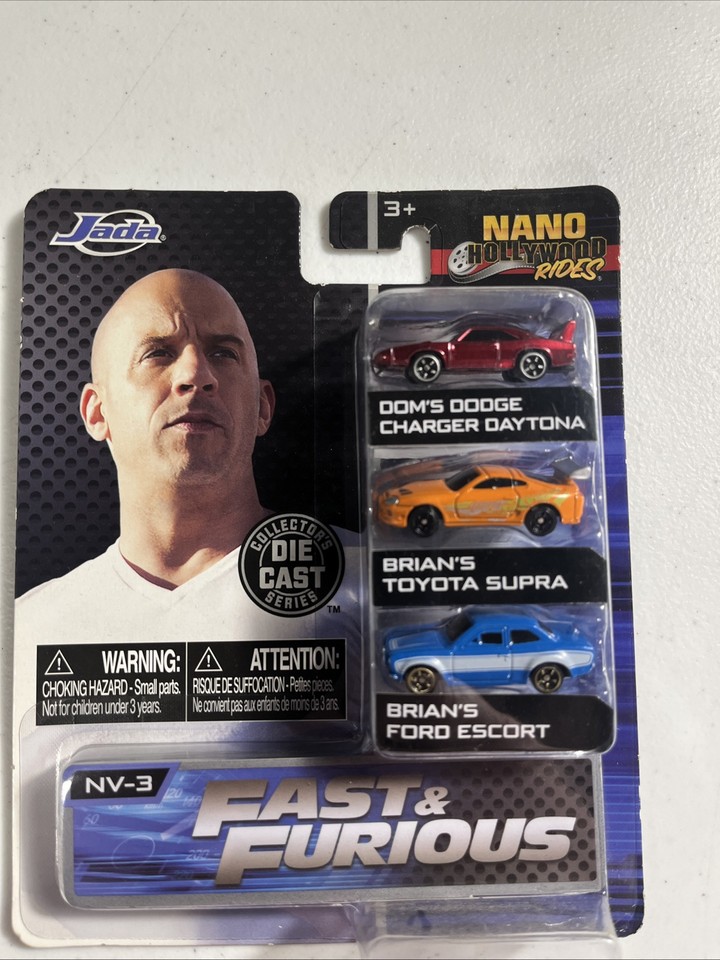 Jada
3+
NANO
HOLLYWOOD
RIDES
DOM'S DODGE
CHARGER DAYTONA
BRIAN'S
TOYOTA SUPRA
BRIAN'S
FORD ESCORT
COLLECTOR'S
DIE
CAST
SERIES
TM
WARNING:
CHOKING HAZARD - Small parts.
Not for children under 3 years.
ATTENTION:
RISQUE DE SUFFOCATION - Petites pièces.
Ne convient pas aux enfants de moins de 3 ans.
NV-3
FAST &
FURIOUS